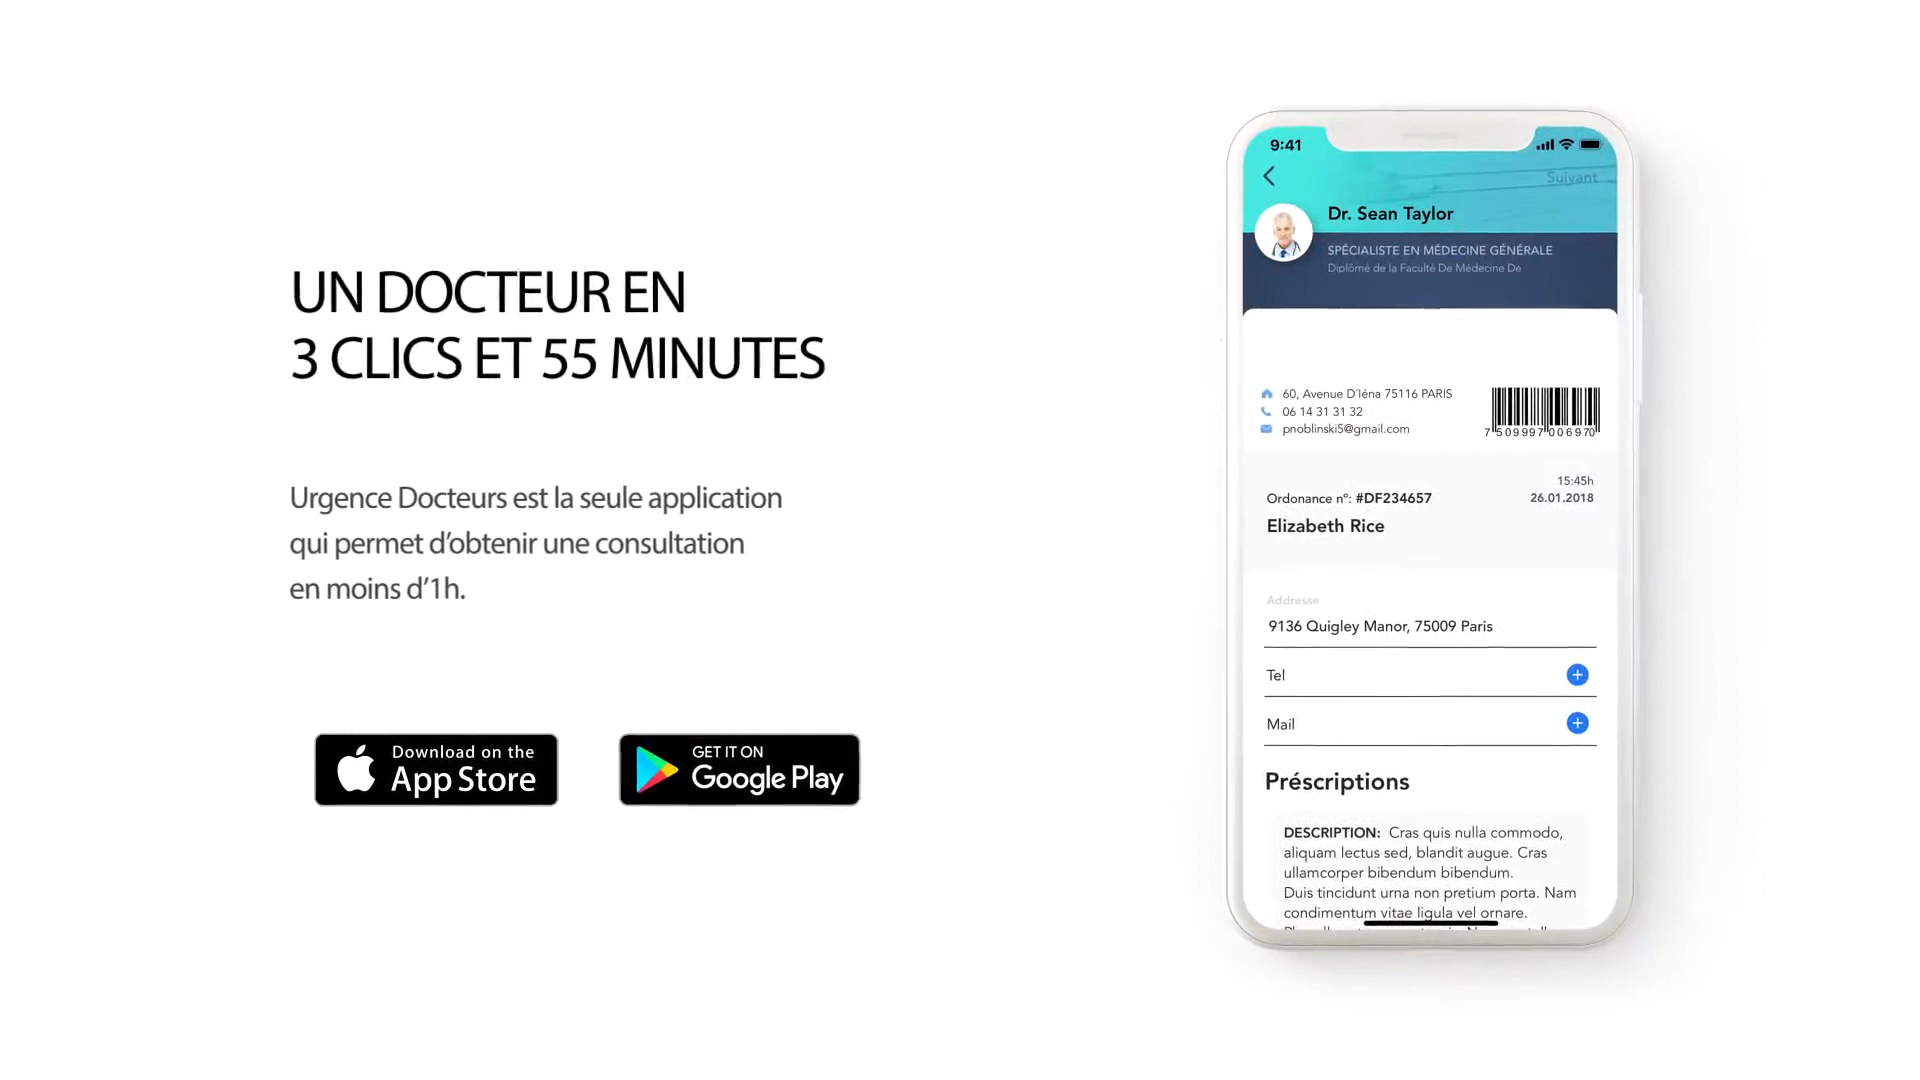 UN DOCTEUR EN
3 CLICS ET 55 MINUTES
Urgence Docteurs est la seule application
qui permet d’obtenir une consultation
en moins d’1h.
Download on the
App Store
GET IT ON
Google Play
9:41
Suivant
Dr. Sean Taylor
SPÉCIALISTE EN MÉDECINE GÉNÉRALE
Diplômé de la Faculté De Médecine De
60, Avenue D'Iéna 75116 PARIS
06 14 31 31 32
pnoblinski5@gmail.com
7 509997 006970
15:45h
Ordonance nº: #DF234657
26.01.2018
Elizabeth Rice
Addresse
9136 Quigley Manor, 75009 Paris
Tel
Mail
Préscriptions
DESCRIPTION: Cras quis nulla commodo,
aliquam lectus sed, blandit augue. Cras
ullamcorper bibendum bibendum.
Duis tincidunt urna non pretium porta. Nam
condimentum vitae ligula vel ornare.